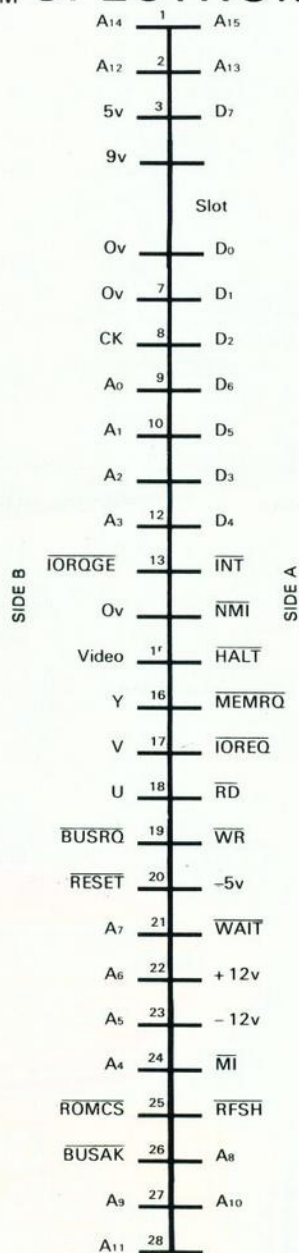 A14 1 A15
A12 2 A13
5v 3 D7
9v
Slot
Ov D0
Ov 7 D1
CK 8 D2
A0 9 D6
A1 10 D5
A2 D3
A3 12 D4
IORQGE 13 INT
Ov NMI
Video HALT
Y 16 MEMRQ
V 17 IOREQ
U 18 RD
BUSRQ 19 WR
RESET 20 -5v
A7 21 WAIT
A6 22 +12v
A5 23 -12v
A4 24 MI
ROMCS 25 RFSH
BUSAK 26 A8
A9 27 A10
A11 28
SIDE B
SIDE A